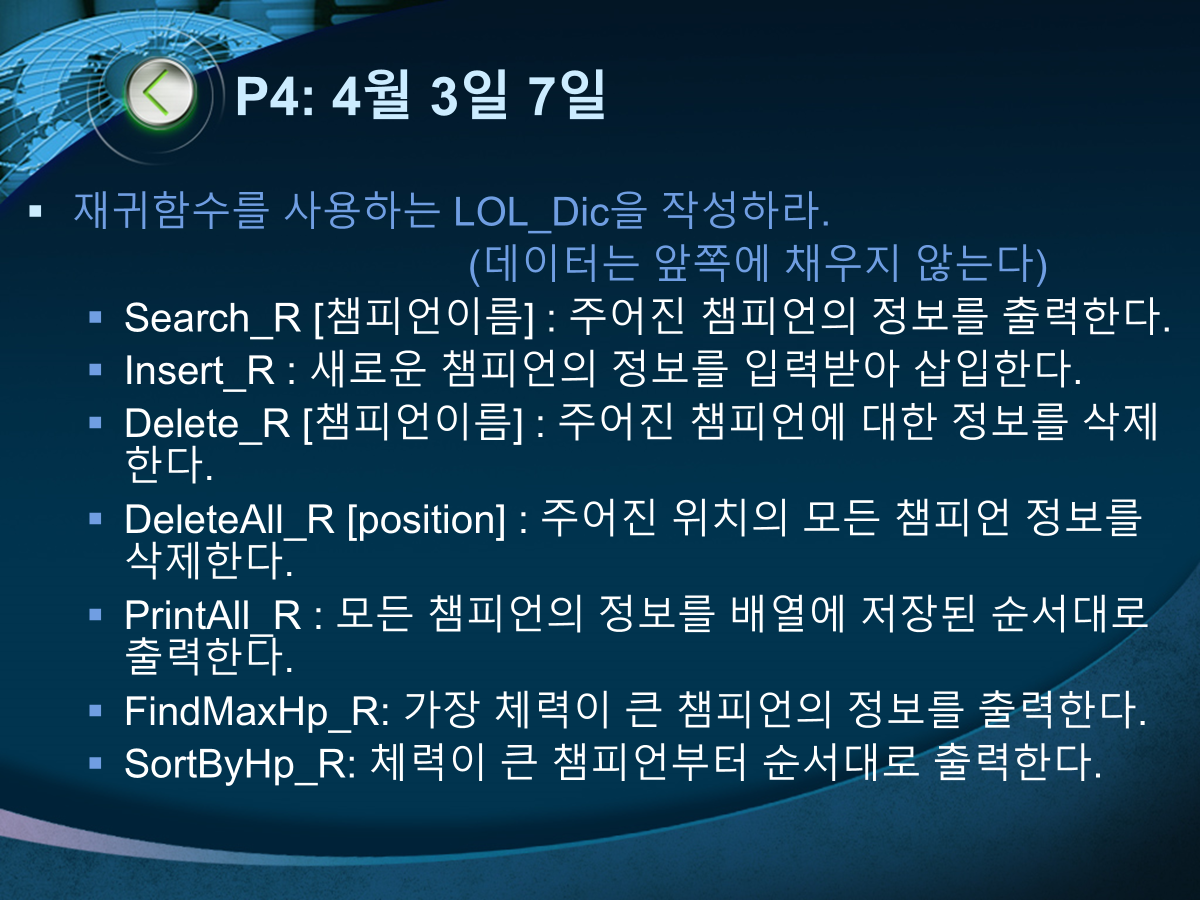 P4: 4월 3일 7일
▪ 재귀함수를 사용하는 LOL_Dic을 작성하라.
(데이터는 앞쪽에 채우지 않는다)
▪ Search_R [챔피언이름] : 주어진 챔피언의 정보를 출력한다.
▪ Insert_R : 새로운 챔피언의 정보를 입력받아 삽입한다.
▪ Delete_R [챔피언이름] : 주어진 챔피언에 대한 정보를 삭제
한다.
▪ DeleteAll_R [position] : 주어진 위치의 모든 챔피언 정보를
삭제한다.
▪ PrintAll_R : 모든 챔피언의 정보를 배열에 저장된 순서대로
출력한다.
▪ FindMaxHp_R: 가장 체력이 큰 챔피언의 정보를 출력한다.
▪ SortByHp_R: 체력이 큰 챔피언부터 순서대로 출력한다.